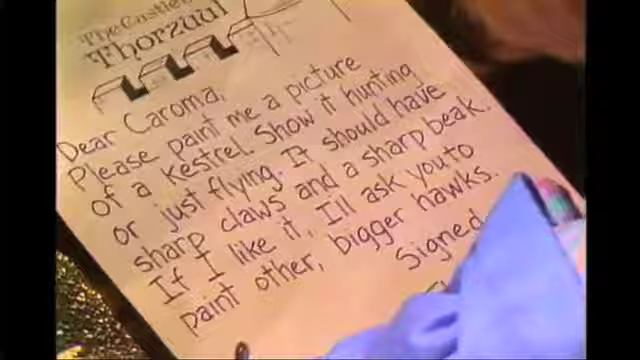 The Castle
Thorzuul
Dear Caroma,
Please paint me a picture
of a kestrel. Show it hunting
or just flying. It should have
sharp claws and a sharp beak.
If I like it, I'll ask you to
paint other, bigger hawks.
Signed